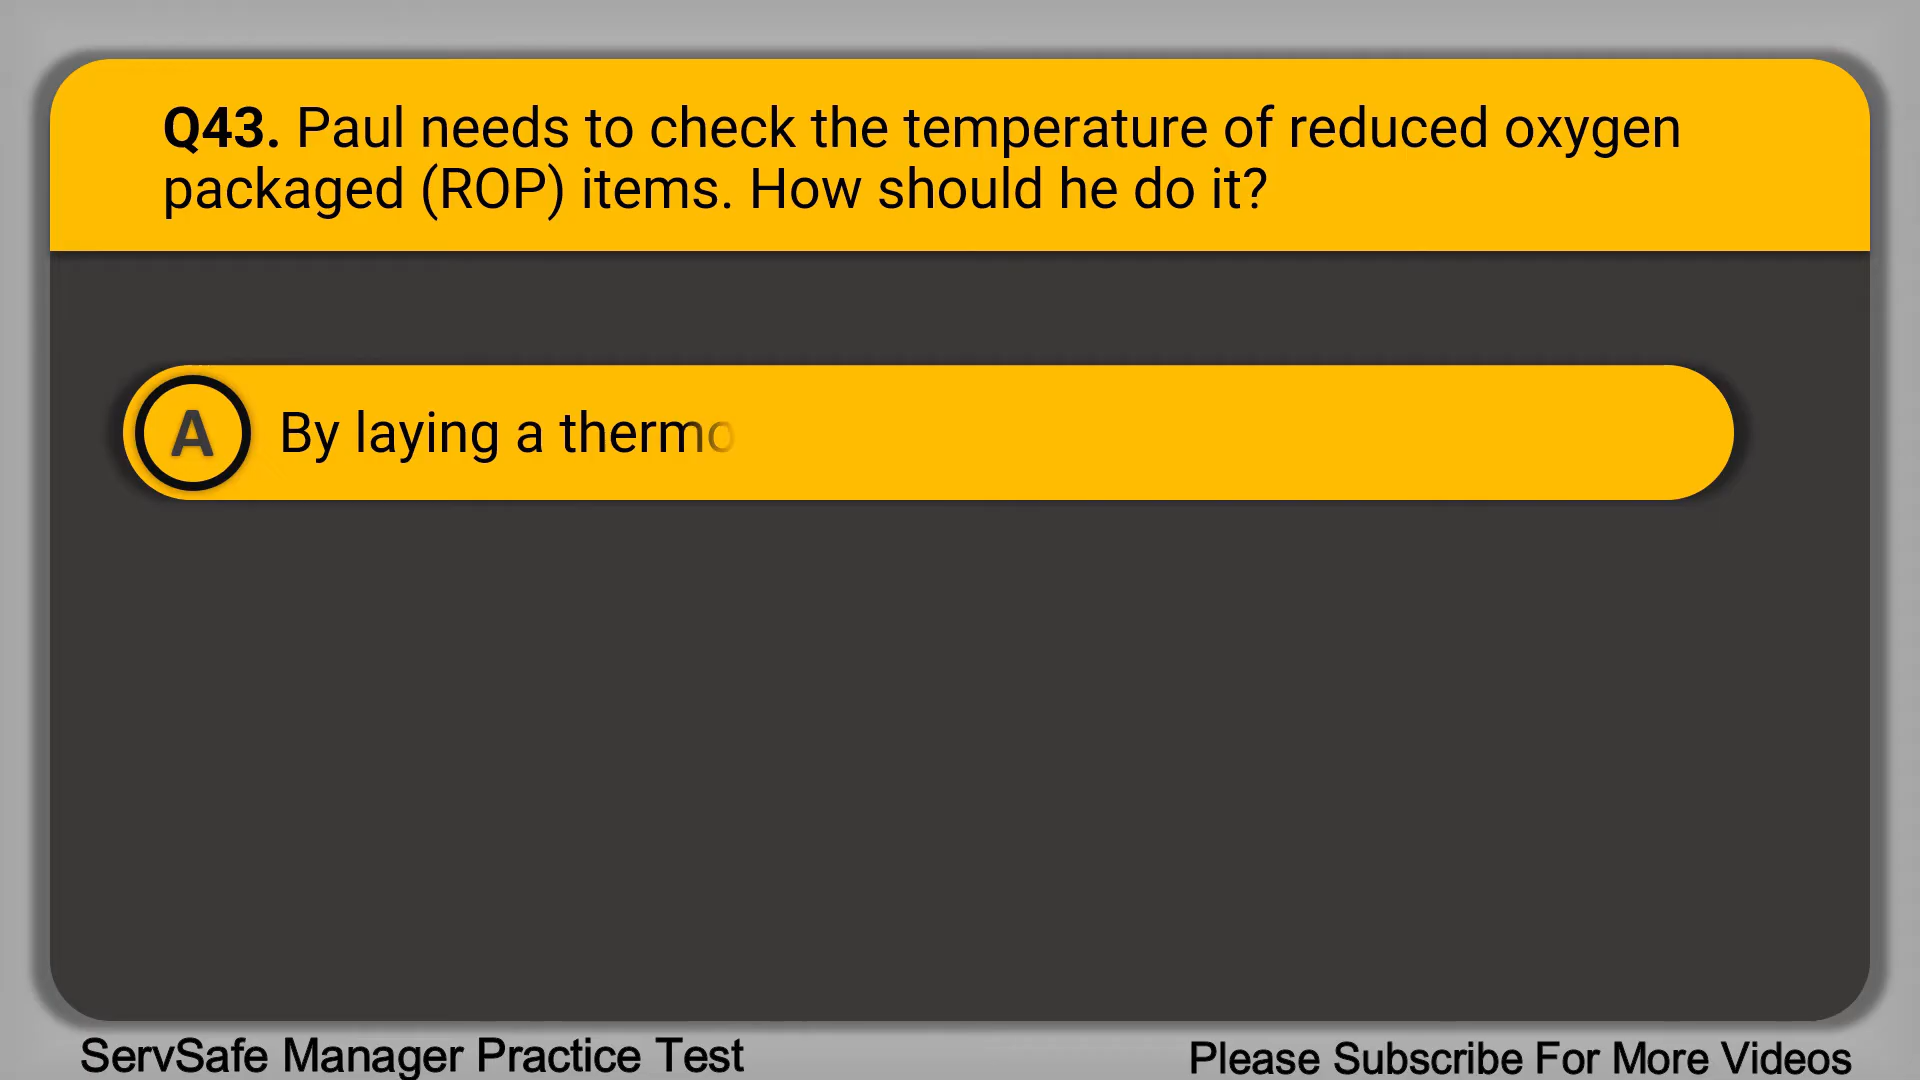 Q43. Paul needs to check the temperature of reduced oxygen
packaged (ROP) items. How should he do it?
A By laying a thermo
ServSafe Manager Practice Test
Please Subscribe For More Videos